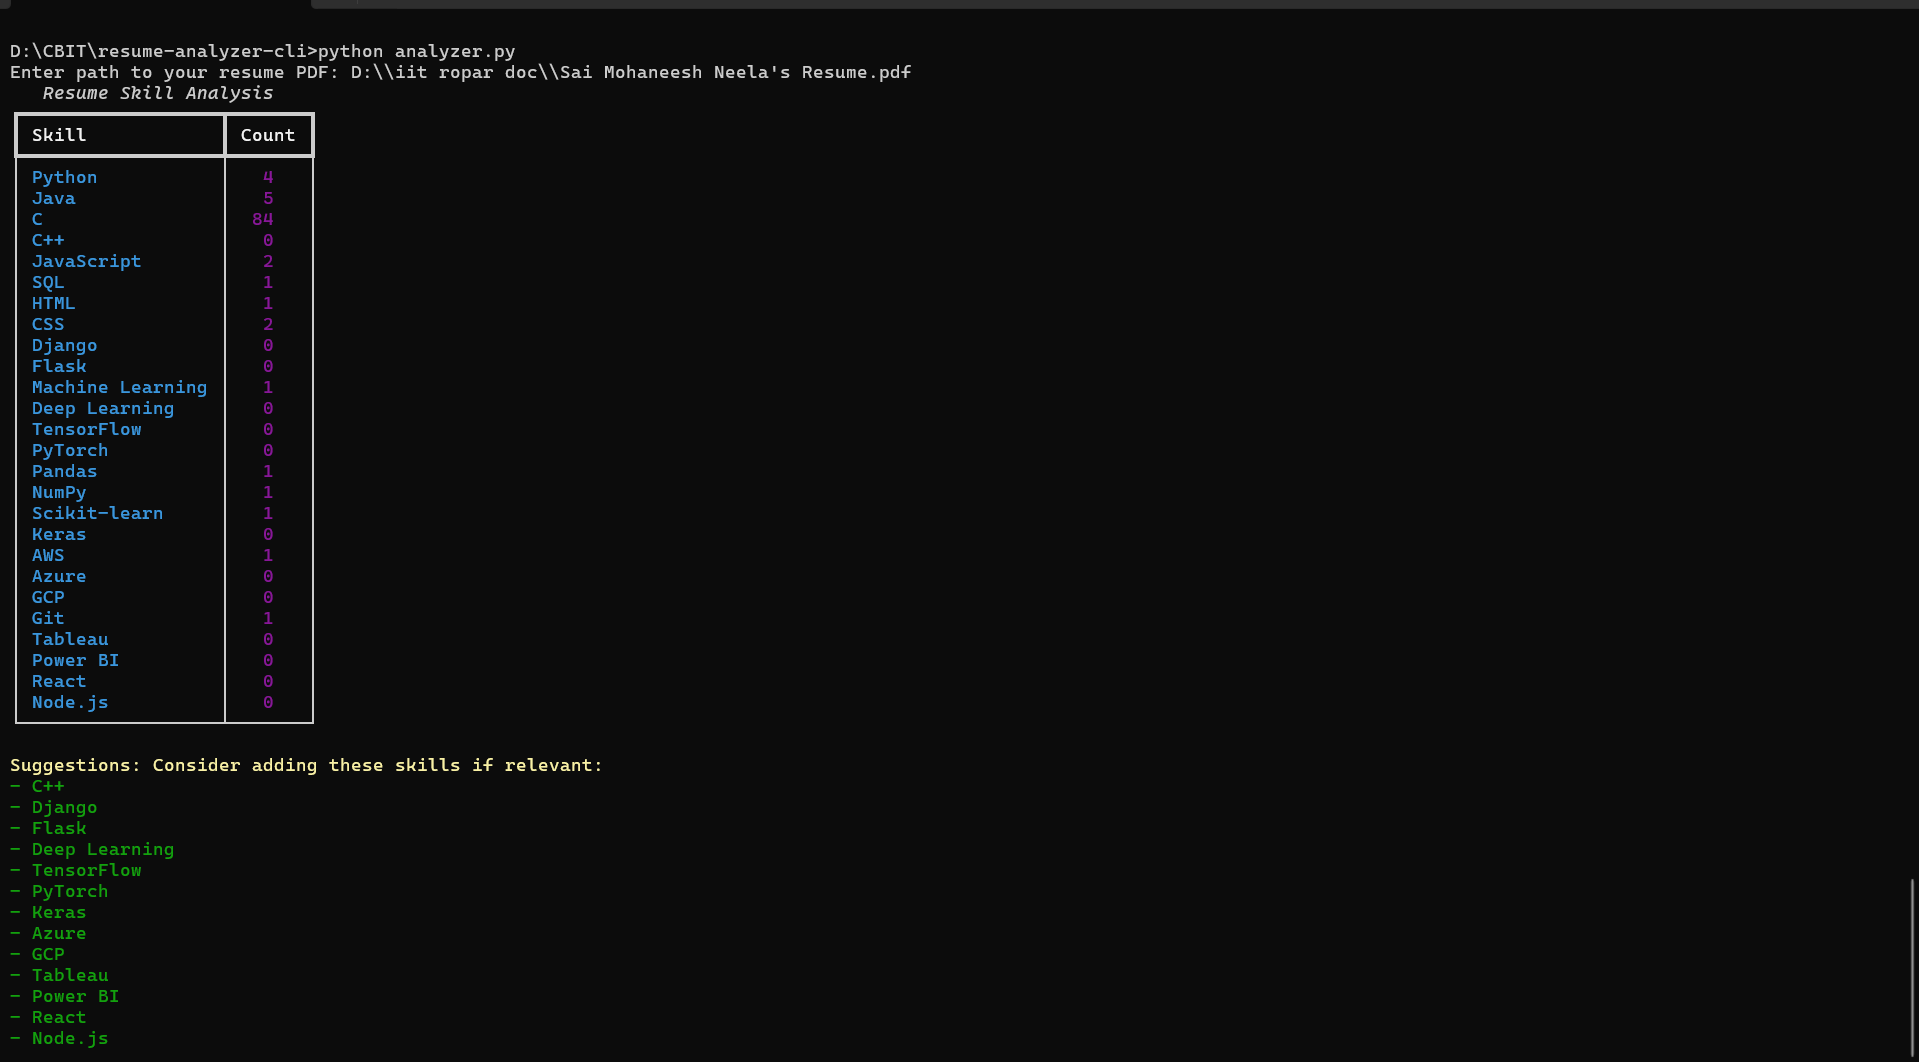 D:\CBIT\resume-analyzer-cli>python analyzer.py
Enter path to your resume PDF: D:\\iit ropar doc\\Sai Mohaneesh Neela's Resume.pdf
Resume Skill Analysis
Skill Count
Python 4
Java 5
C 84
C++ 0
JavaScript 2
SQL 1
HTML 1
CSS 2
Django 0
Flask 0
Machine Learning 1
Deep Learning 0
TensorFlow 0
PyTorch 0
Pandas 1
NumPy 1
Scikit-learn 1
Keras 0
AWS 1
Azure 0
GCP 0
Git 1
Tableau 0
Power BI 0
React 0
Node.js 0
Suggestions: Consider adding these skills if relevant:
- C++
- Django
- Flask
- Deep Learning
- TensorFlow
- PyTorch
- Keras
- Azure
- GCP
- Tableau
- Power BI
- React
- Node.js